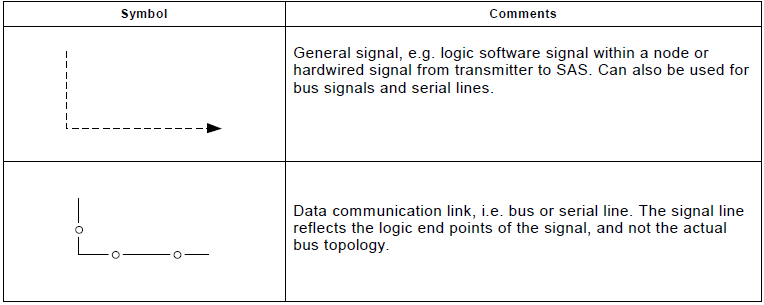 Symbol
Comments
General signal, e.g. logic software signal within a node or
hardwired signal from transmitter to SAS. Can also be used for
bus signals and serial lines.
Data communication link, i.e. bus or serial line. The signal line
reflects the logic end points of the signal, and not the actual
bus topology.